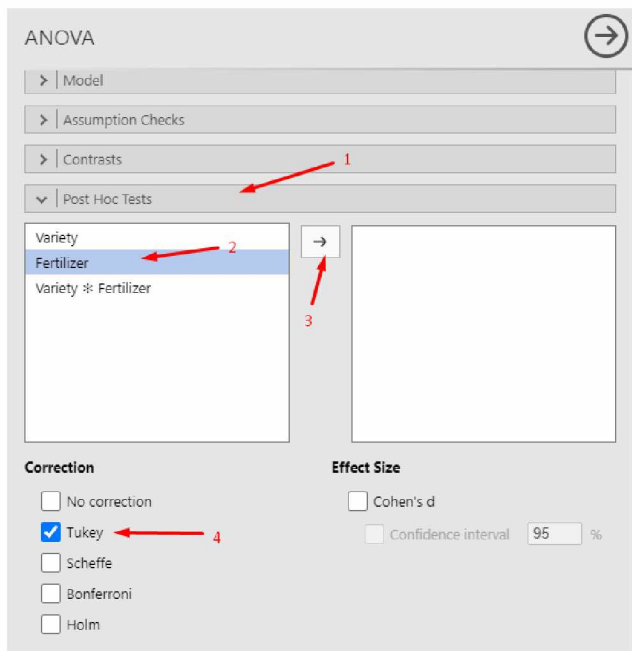 ANOVA
Model
Assumption Checks
Contrasts
1
Post Hoc Tests
Variety
2
Fertilizer
Variety ✻ Fertilizer
3
Correction
Effect Size
No correction
Cohen's d
Tukey
4
Confidence interval 95 %
Scheffe
Bonferroni
Holm